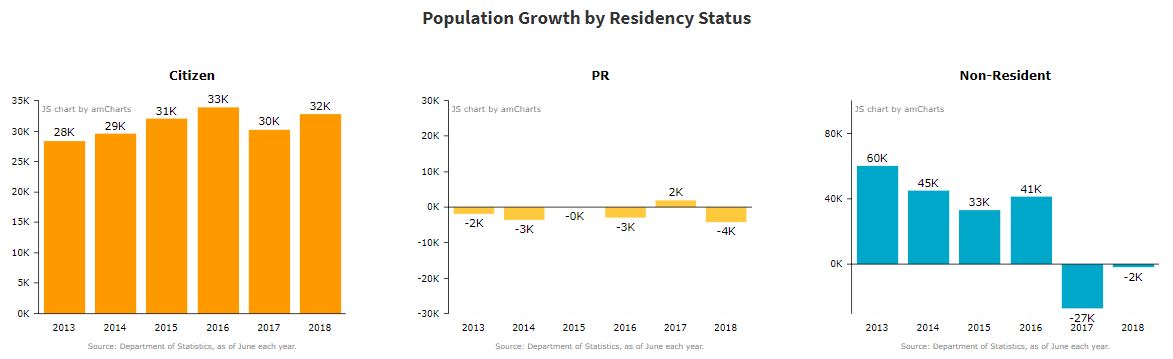 Population Growth by Residency Status
Citizen
35K
30K
25K
20K
15K
10K
5K
0K
JS chart by amCharts
28K
29K
31K
33K
30K
32K
2013
2014
2015
2016
2017
2018
Source: Department of Statistics, as of June each year.
PR
30K
20K
10K
0K
-10K
-20K
-30K
JS chart by amCharts
-2K
-3K
-0K
-3K
2K
-4K
2013
2014
2015
2016
2017
2018
Source: Department of Statistics, as of June each year.
Non-Resident
80K
40K
0K
JS chart by amCharts
60K
45K
33K
41K
-27K
-2K
2013
2014
2015
2016
2017
2018
Source: Department of Statistics, as of June each year.